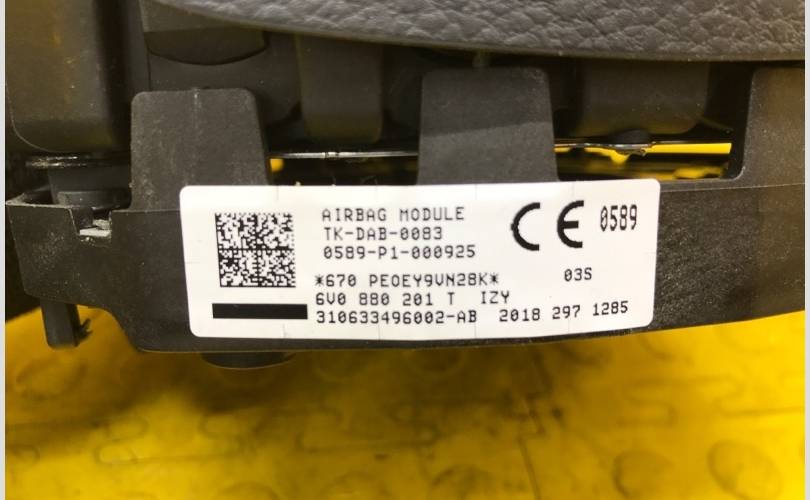 AIRBAG MODULE
TK-DAB-0083
0589-P1-000925
CE 0589
*670 PEOEY9VN28K* 03S
6V0 880 201 T IZY
310633496002-AB 2018 297 1285